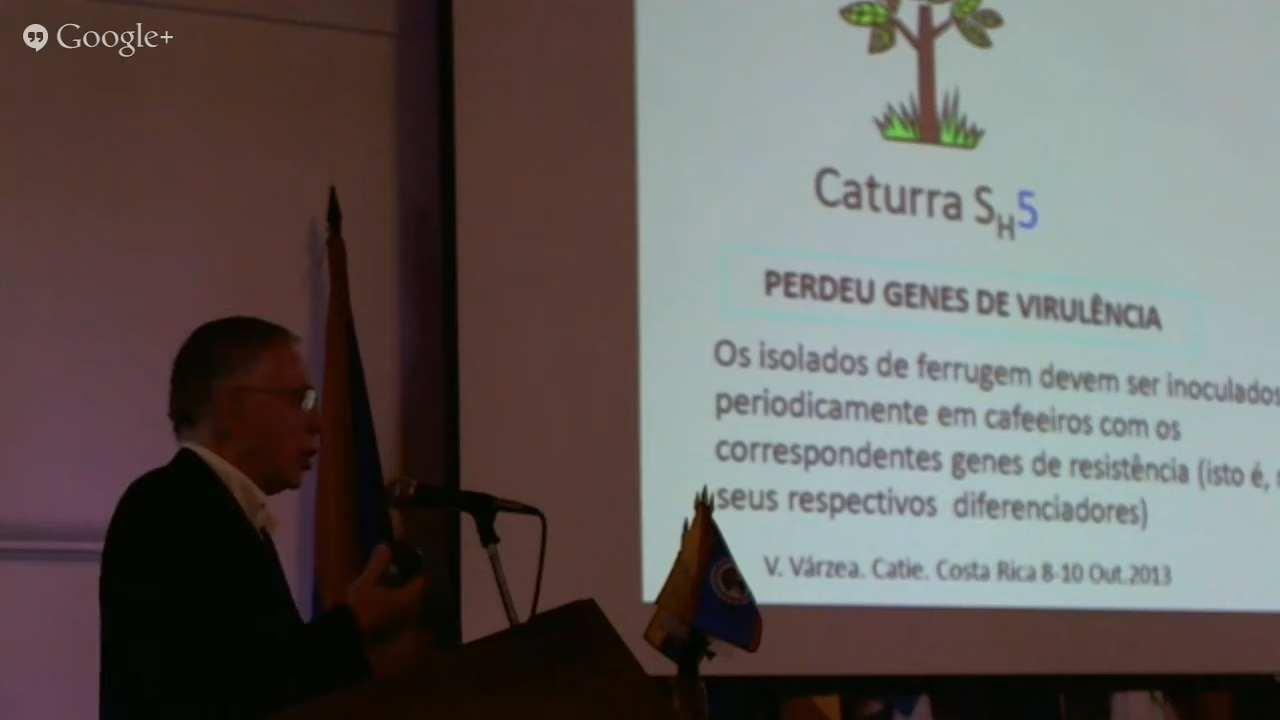 Google+
Caturra SH5
PERDEU GENES DE VIRULÊNCIA
Os isolados de ferrugem devem ser inoculados
periodicamente em cafeeiros com os
correspondentes genes de resistência (isto é,
seus respectivos diferenciadores)
V. Várzea. Catie. Costa Rica 8-10 Out.2013